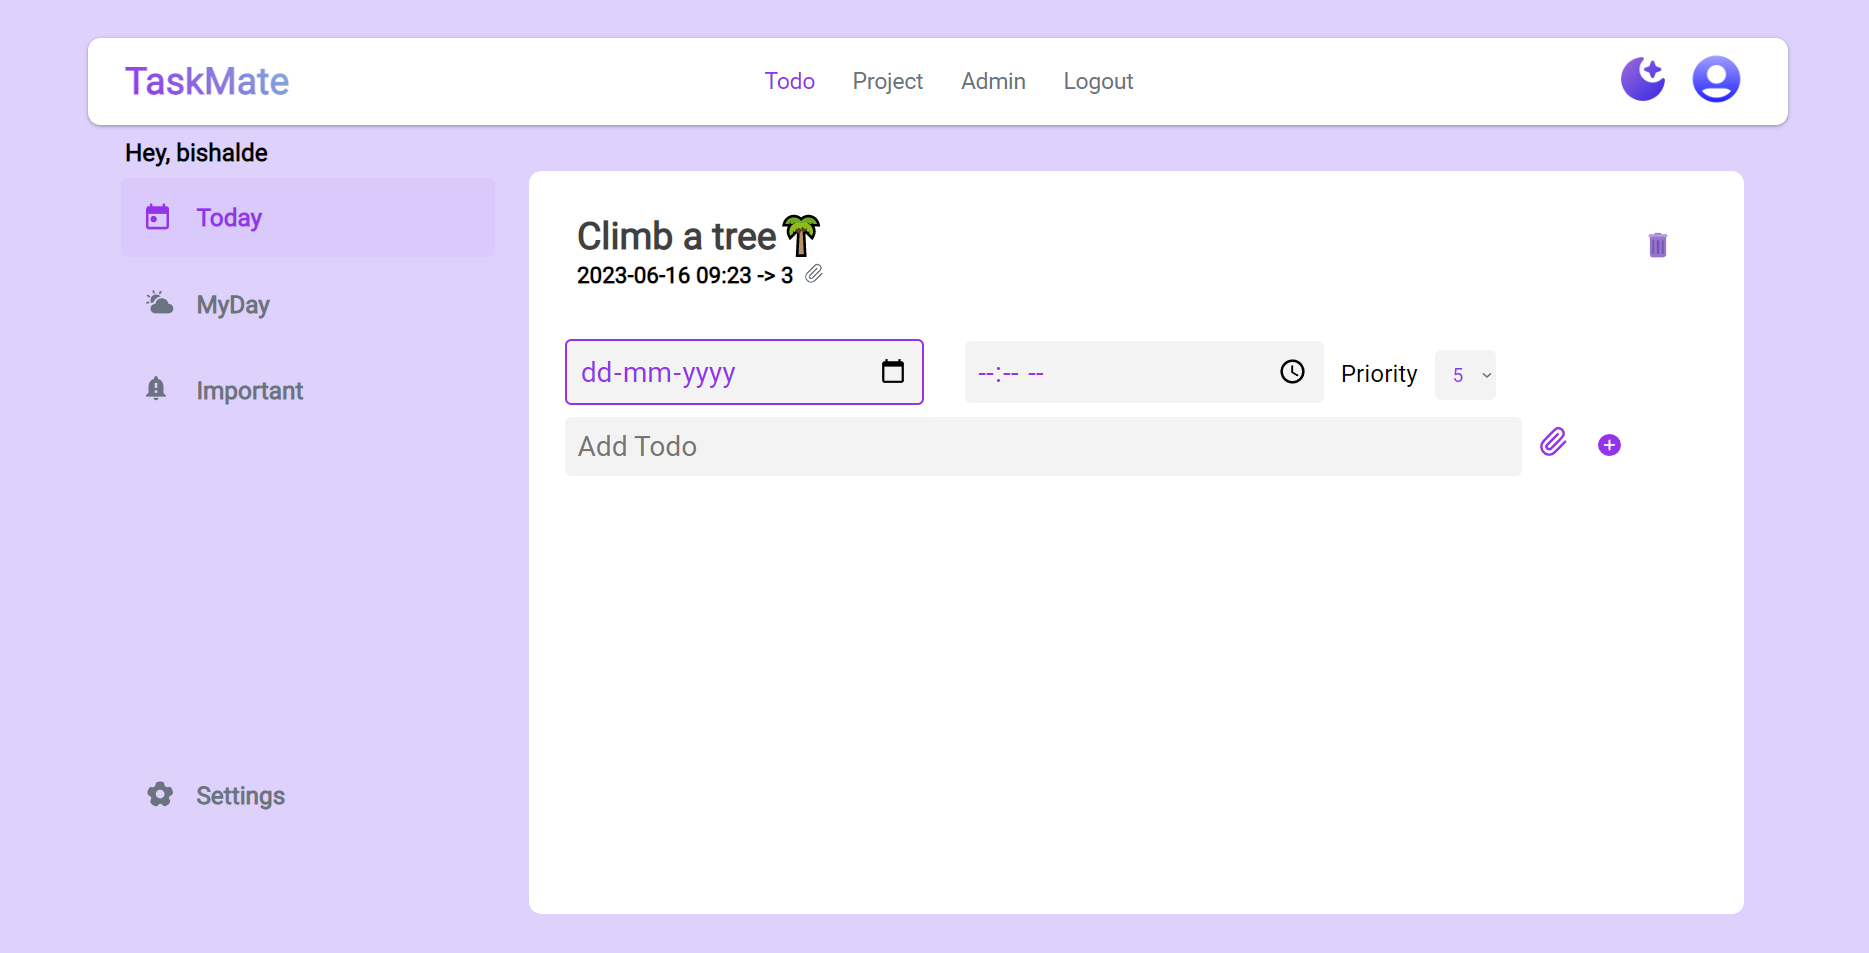 TaskMate
Todo Project Admin Logout
Hey, bishalde
Today
MyDay
Important
Settings
Climb a tree🌴
2023-06-16 09:23 -> 3
dd-mm-yyyy
--:-- --
Priority 5
Add Todo